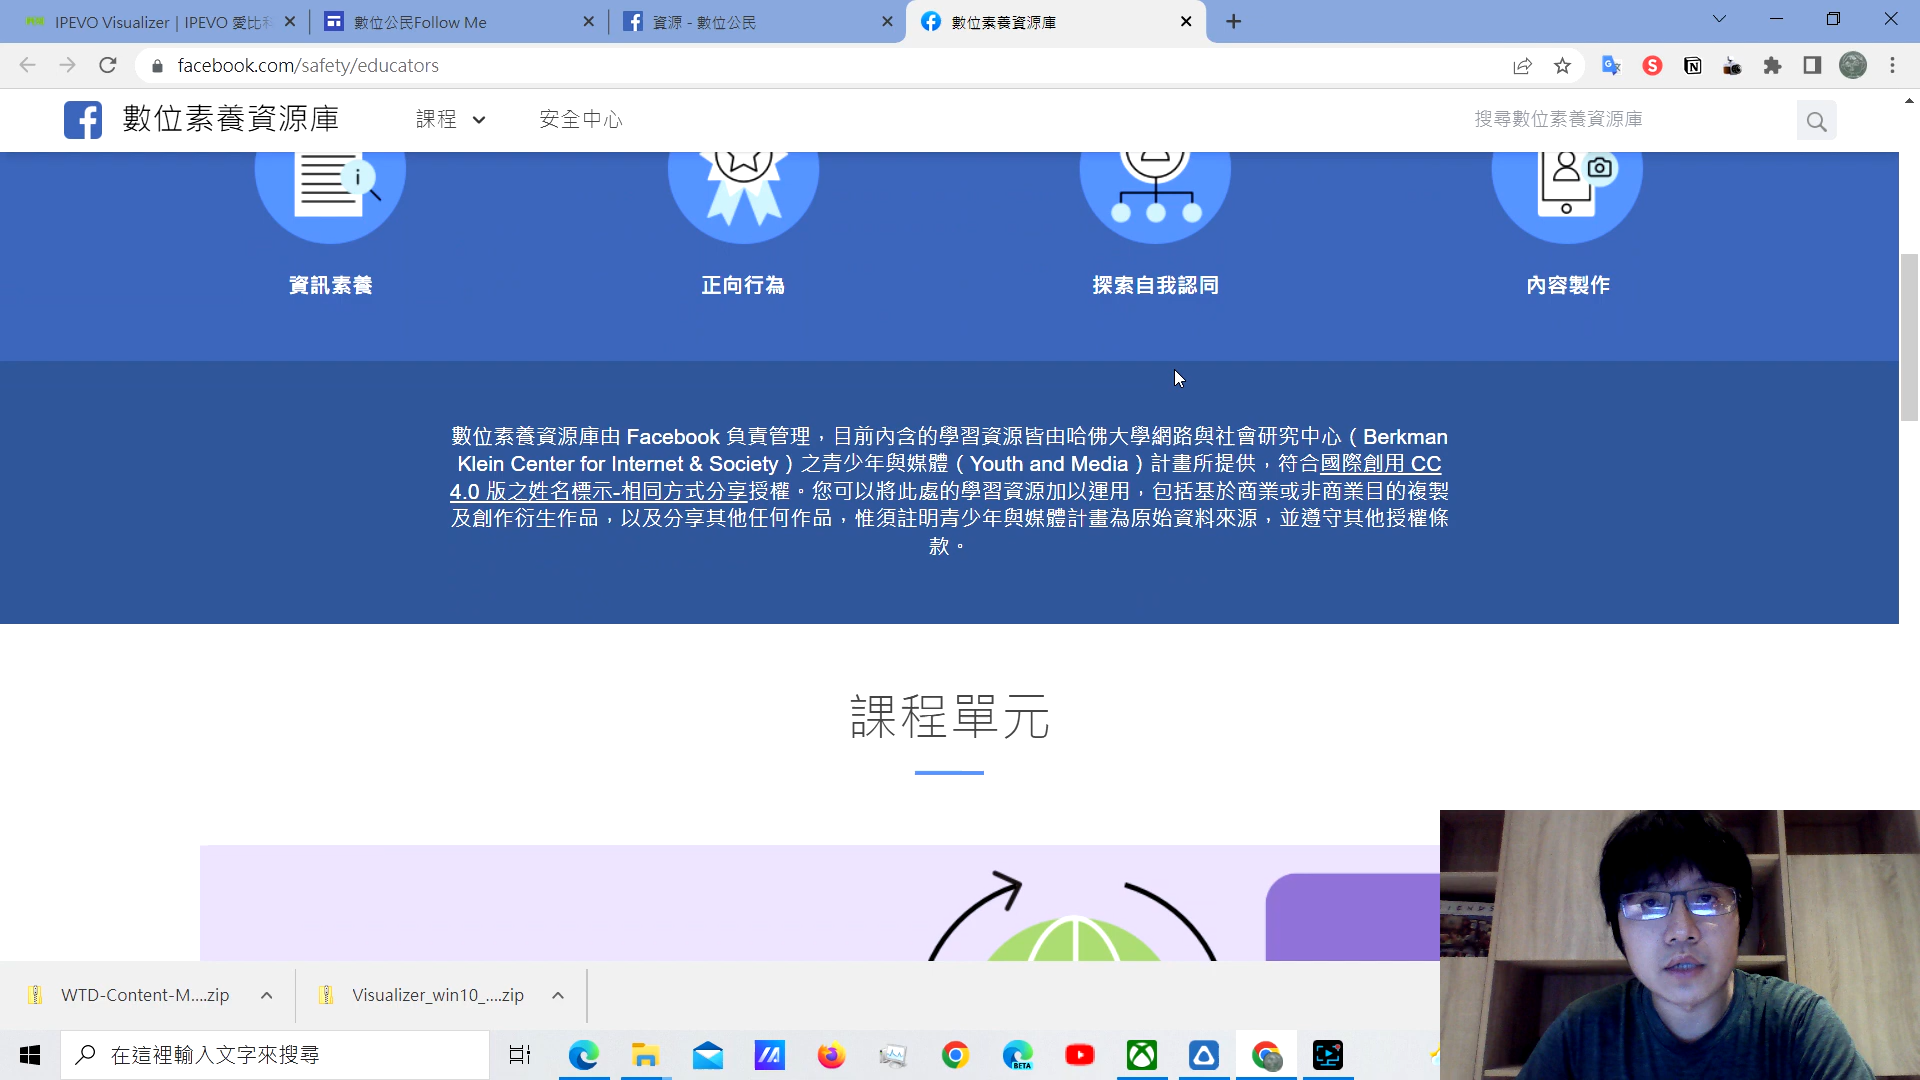 IPEVO Visualizer | IPEVO 愛比科
數位公民Follow Me
資源 - 數位公民
數位素養資源庫
facebook.com/safety/educators
數位素養資源庫
課程
安全中心
搜尋數位素養資源庫
資訊素養
正向行為
探索自我認同
內容製作
數位素養資源庫由 Facebook 負責管理，目前內含的學習資源皆由哈佛大學網路與社會研究中心（Berkman
Klein Center for Internet & Society）之青少年與媒體（Youth and Media）計畫所提供，符合國際創用 CC
4.0 版之姓名標示-相同方式分享授權。您可以將此處的學習資源加以運用，包括基於商業或非商業目的複製
及創作衍生作品，以及分享其他任何作品，惟須註明青少年與媒體計畫為原始資料來源，並遵守其他授權條
款。
課程單元
WTD-Content-M....zip
Visualizer_win10_....zip
在這裡輸入文字來搜尋
BETA